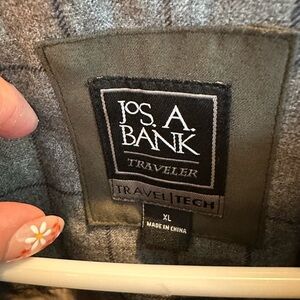 JOS. A.
BANK
TRAVELER
TRAVEL|TECH
XL
MADE IN CHINA